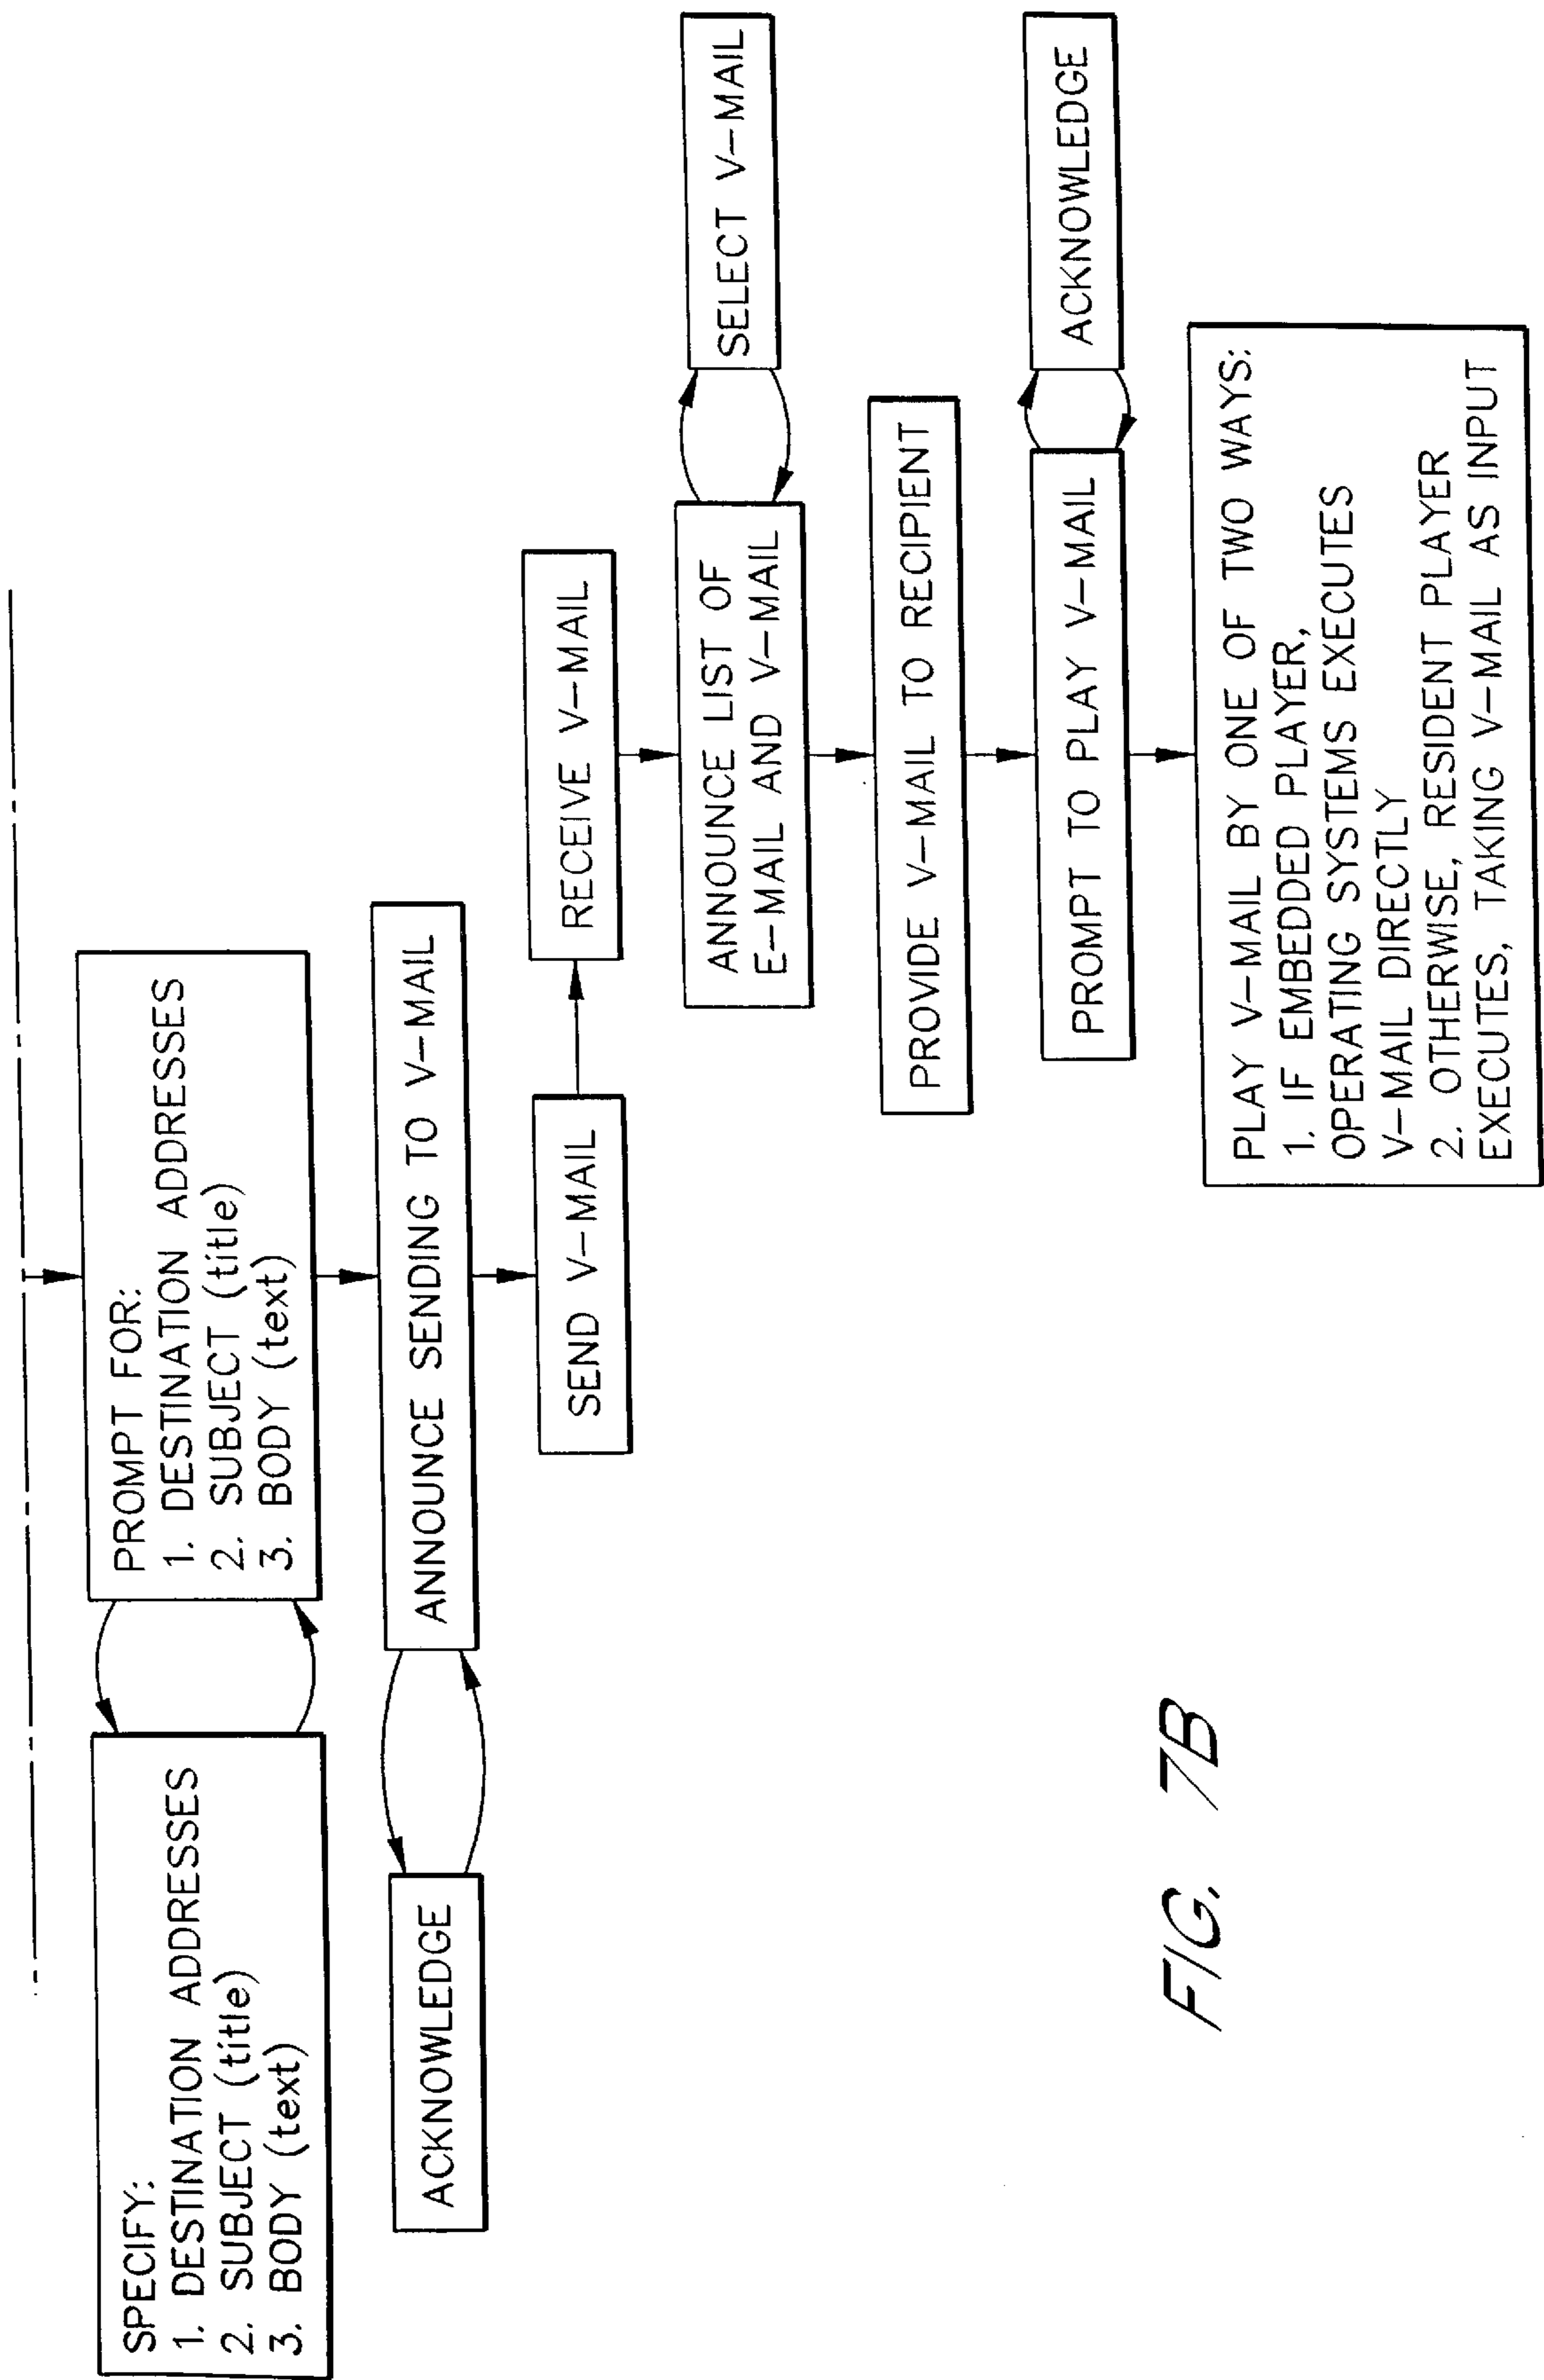 SPECIFY:
1. DESTINATION ADDRESSES
2. SUBJECT (title)
3. BODY (text)
PROMPT FOR:
1. DESTINATION ADDRESSES
2. SUBJECT (title)
3. BODY (text)
ACKNOWLEDGE
ANNOUNCE SENDING TO V-MAIL
SEND V-MAIL
RECEIVE V-MAIL
ANNOUNCE LIST OF
E-MAIL AND V-MAIL
SELECT V-MAIL
PROVIDE V-MAIL TO RECIPIENT
PROMPT TO PLAY V-MAIL
ACKNOWLEDGE
PLAY V-MAIL BY ONE OF TWO WAYS:
1. IF EMBEDDED PLAYER,
OPERATING SYSTEMS EXECUTES
V-MAIL DIRECTLY
2. OTHERWISE, RESIDENT PLAYER
EXECUTES, TAKING V-MAIL AS INPUT
FIG. 7B